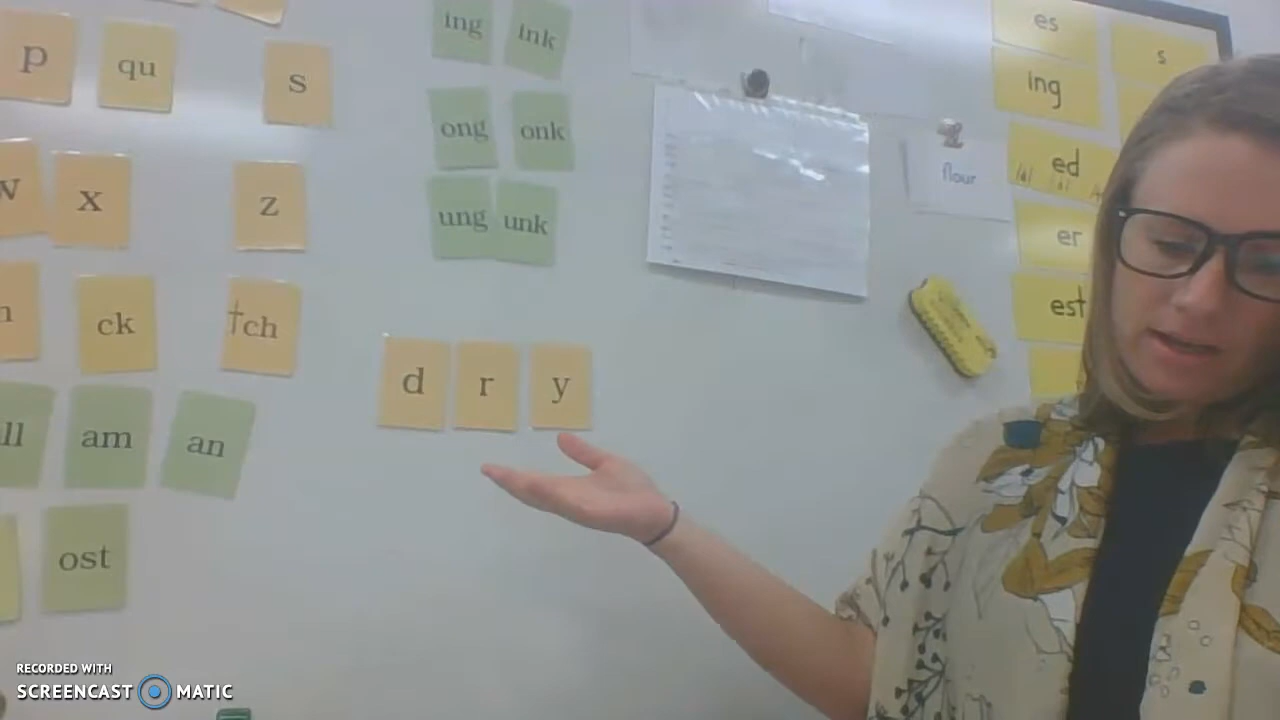 p qu s
ing ink
es s
ing
ong onk
flour
ed
x z
ung unk
er
ck tch
est
d r y
am an
ost
RECORDED WITH
SCREENCAST MATIC